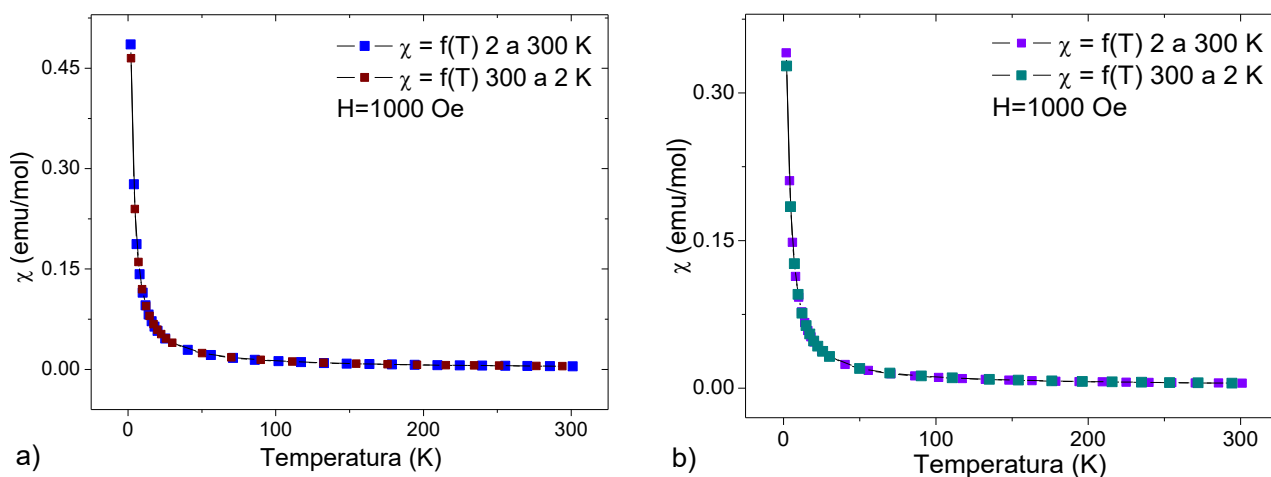 χ = f(T) 2 a 300 K
χ = f(T) 300 a 2 K
H=1000 Oe
0.45
0.30
0.15
0.00
χ (emu/mol)
0
100
200
300
Temperatura (K)
a)
χ = f(T) 2 a 300 K
χ = f(T) 300 a 2 K
H=1000 Oe
0.30
0.15
0.00
χ (emu/mol)
0
100
200
300
Temperatura (K)
b)